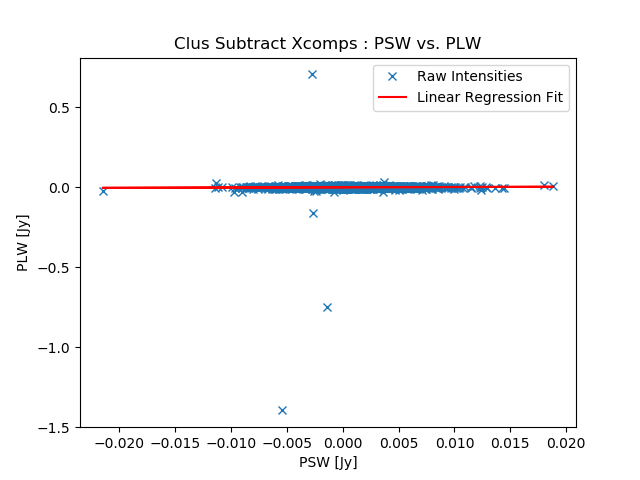 Clus Subtract Xcomps : PSW vs. PLW
Raw Intensities
Linear Regression Fit
0.5
0.0
−0.5
−1.0
−1.5
PLW [Jy]
−0.020 −0.015 −0.010 −0.005 0.000 0.005 0.010 0.015 0.020
PSW [Jy]